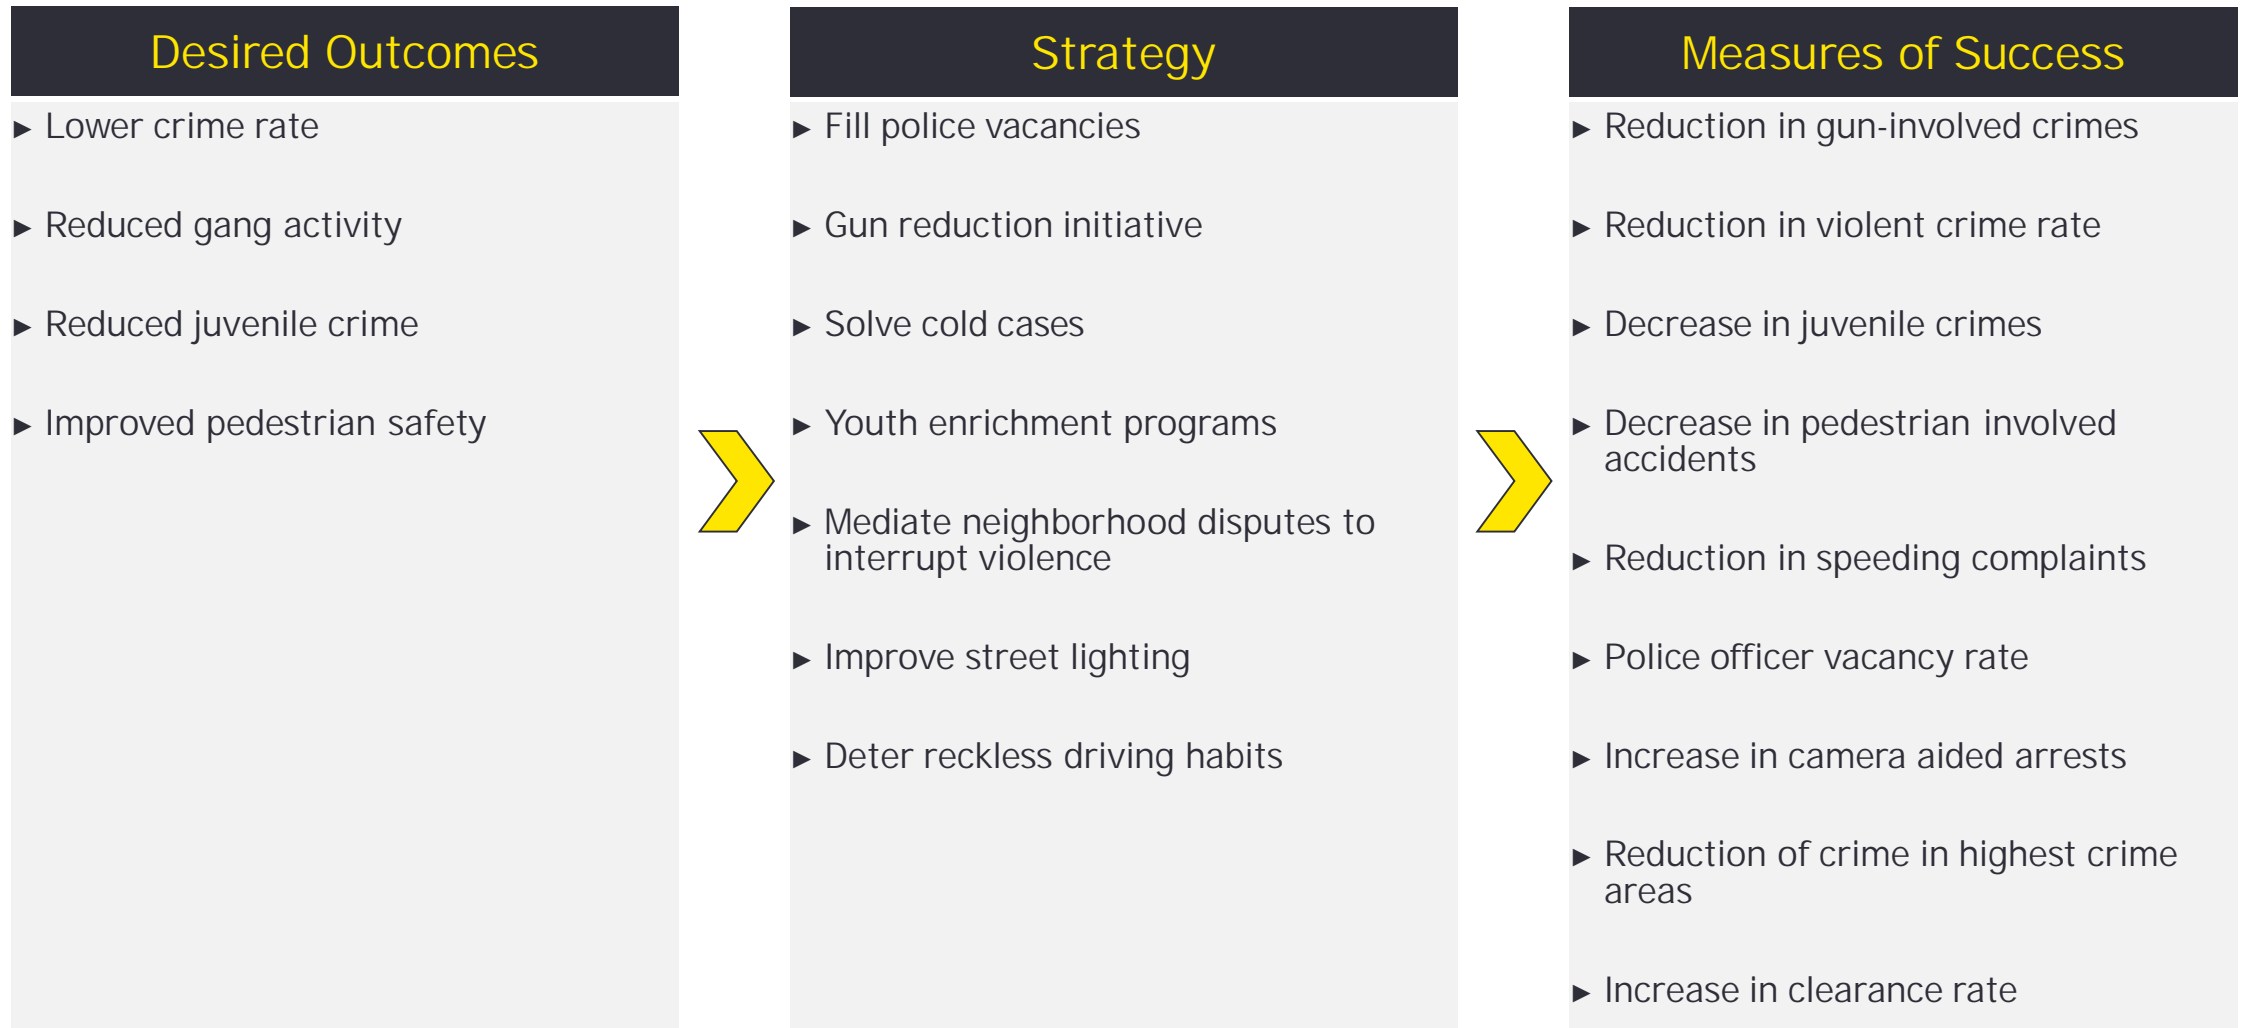 Desired Outcomes
► Lower crime rate
► Reduced gang activity
► Reduced juvenile crime
► Improved pedestrian safety
Strategy
► Fill police vacancies
► Gun reduction initiative
► Solve cold cases
► Youth enrichment programs
► Mediate neighborhood disputes to
interrupt violence
► Improve street lighting
► Deter reckless driving habits
Measures of Success
► Reduction in gun-involved crimes
► Reduction in violent crime rate
► Decrease in juvenile crimes
► Decrease in pedestrian involved
accidents
► Reduction in speeding complaints
► Police officer vacancy rate
► Increase in camera aided arrests
► Reduction of crime in highest crime
areas
► Increase in clearance rate